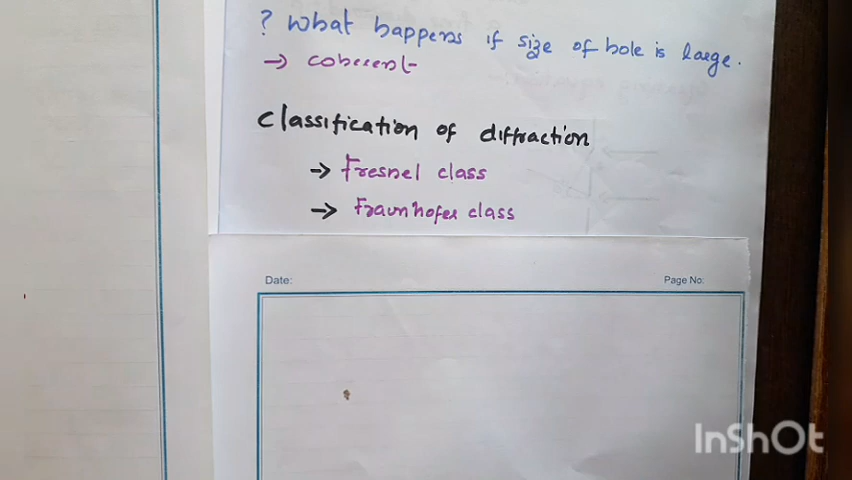 ? What happens if size of hole is large.
→ coherent
Classification of diffraction
→ Fresnel class
→ Fraunhofer class
Date:
Page No:
InShOt